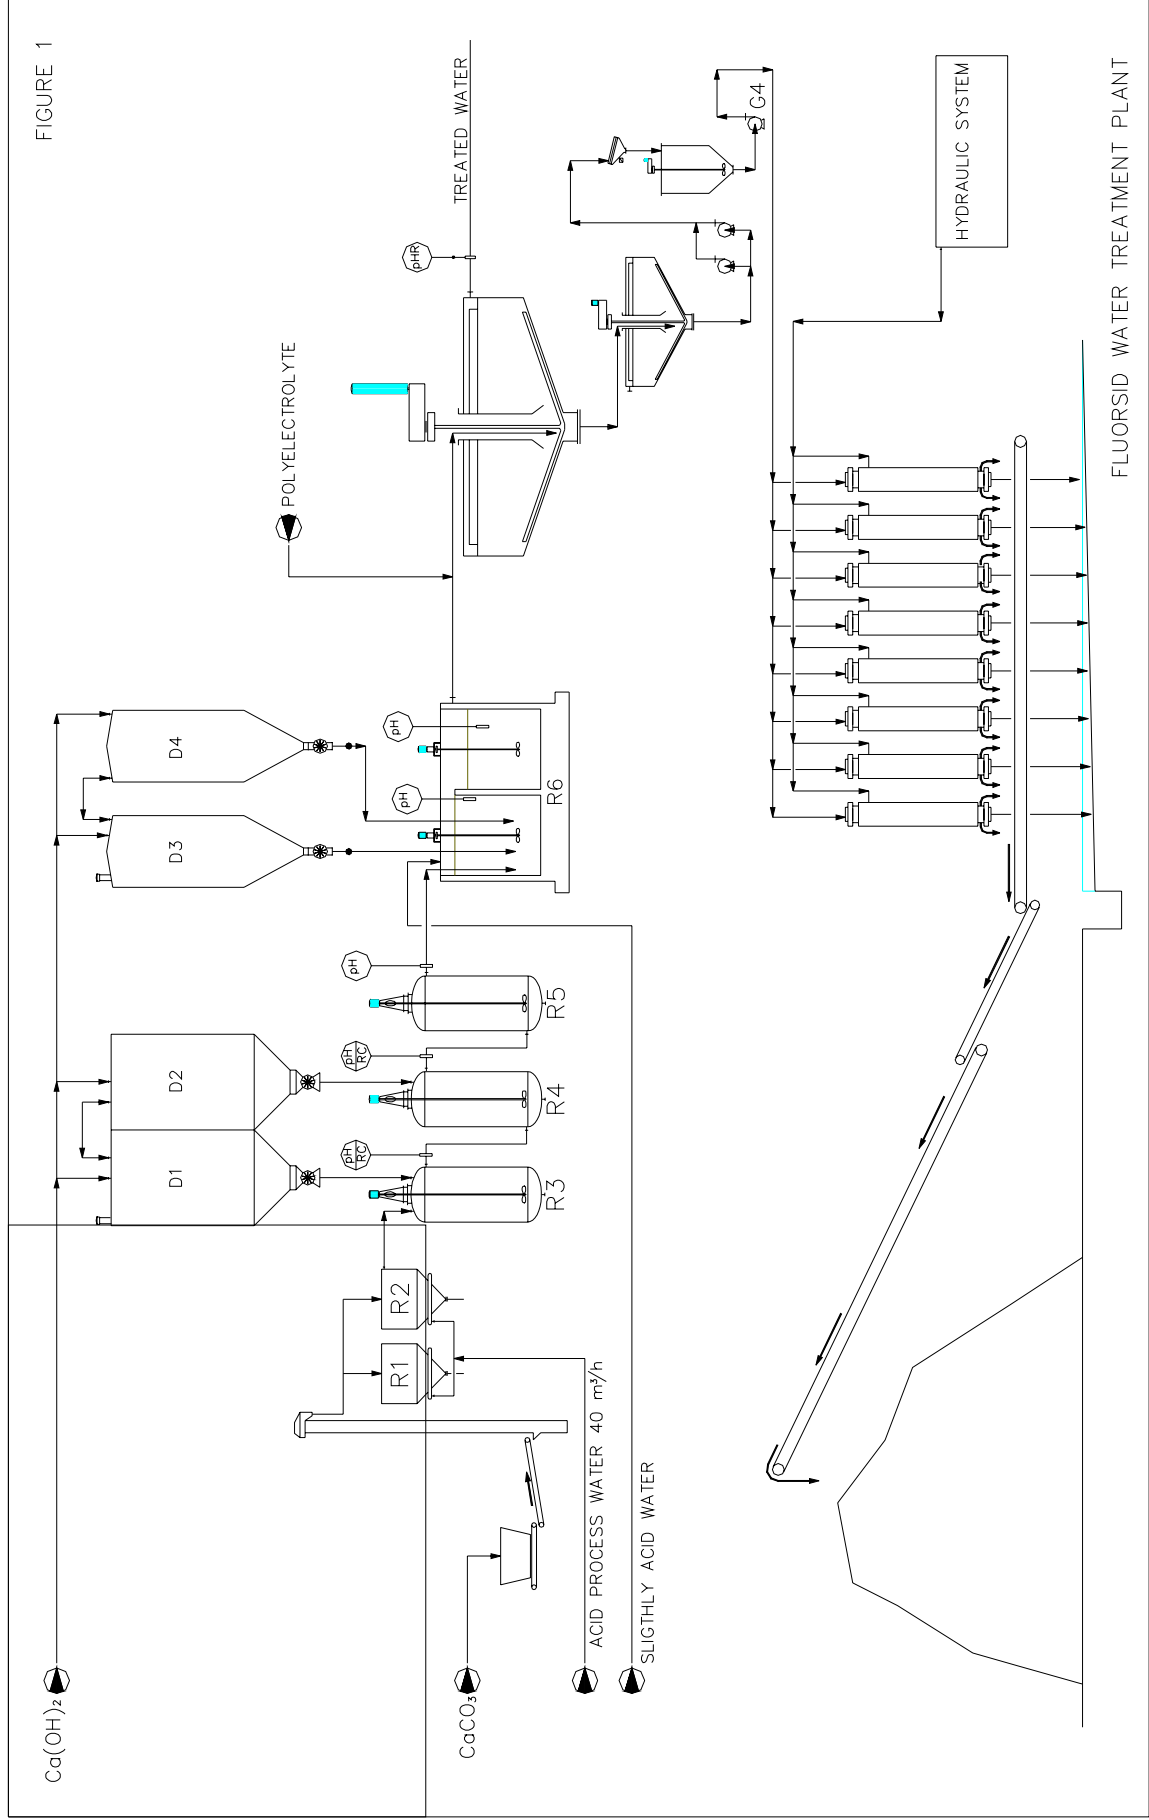 FIGURE 1
Ca(OH)₂
D1
D2
D3
D4
POLYELECTROLYTE
pHR
TREATED WATER
pH
RC
pH
RC
pH
pH
pH
R1
R2
R3
R4
R5
R6
CaCO₃
ACID PROCESS WATER 40 m³/h
SLIGTHLY ACID WATER
G4
HYDRAULIC SYSTEM
FLUORSID WATER TREATMENT PLANT